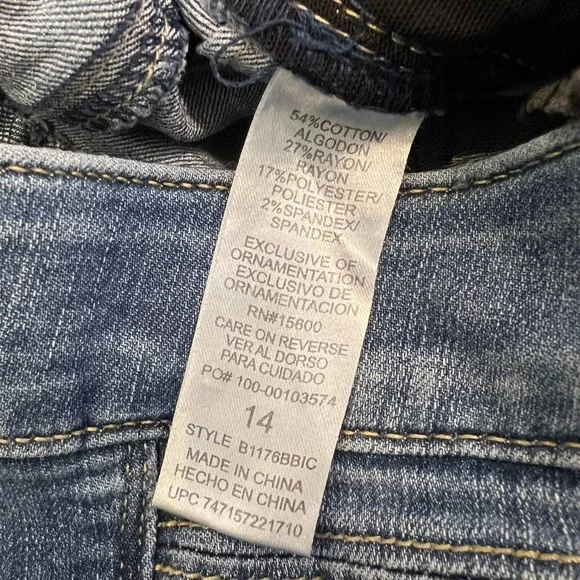 54%COTTON/
ALGODON
27%RAYON/
RAYON
17%POLYESTER/
POLIESTER
2%SPANDEX/
SPANDEX
EXCLUSIVE OF
ORNAMENTATION
EXCLUSIVO DE
ORNAMENTACION
RN#15600
CARE ON REVERSE
VER AL DORSO
PARA CUIDADO
PO# 100-00103574
14
STYLE B1176BBIC
MADE IN CHINA
HECHO EN CHINA
UPC 747157221710